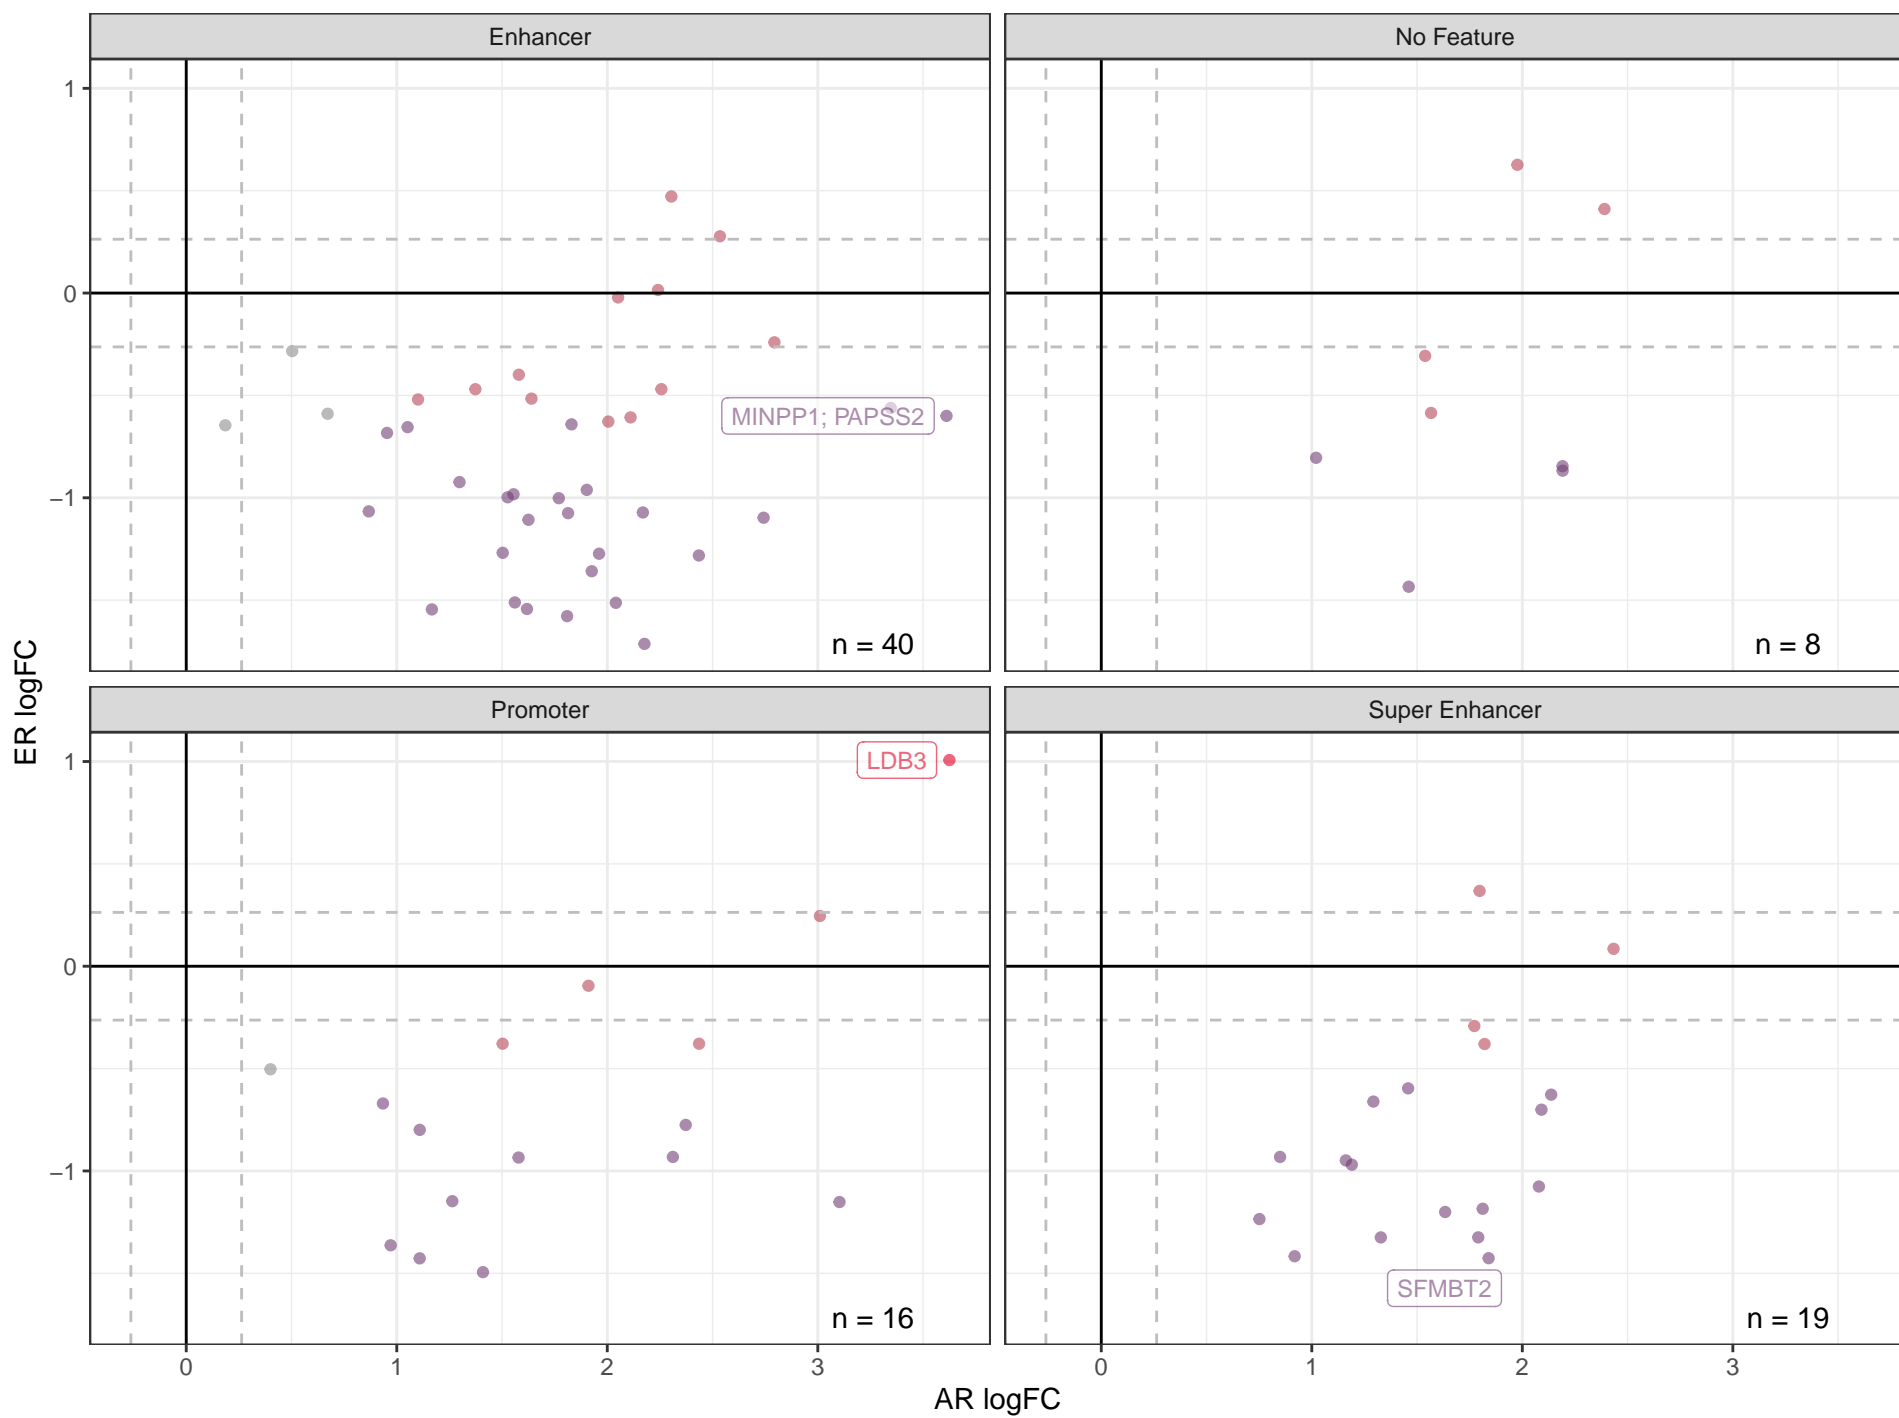 Enhancer
No Feature
1
0
−1
MINPP1; PAPSS2
n = 40
n = 8
ER logFC
Promoter
Super Enhancer
1
0
−1
LDB3
SFMBT2
n = 16
n = 19
0
1
2
3
0
1
2
3
AR logFC